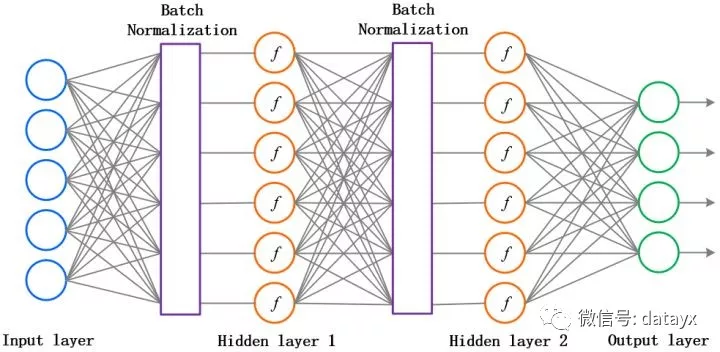 Batch
Normalization
Batch
Normalization
f
f
f
f
f
f
f
f
f
f
f
f
Input layer
Hidden layer 1
Hidden layer 2
Output layer
微信号: datayx